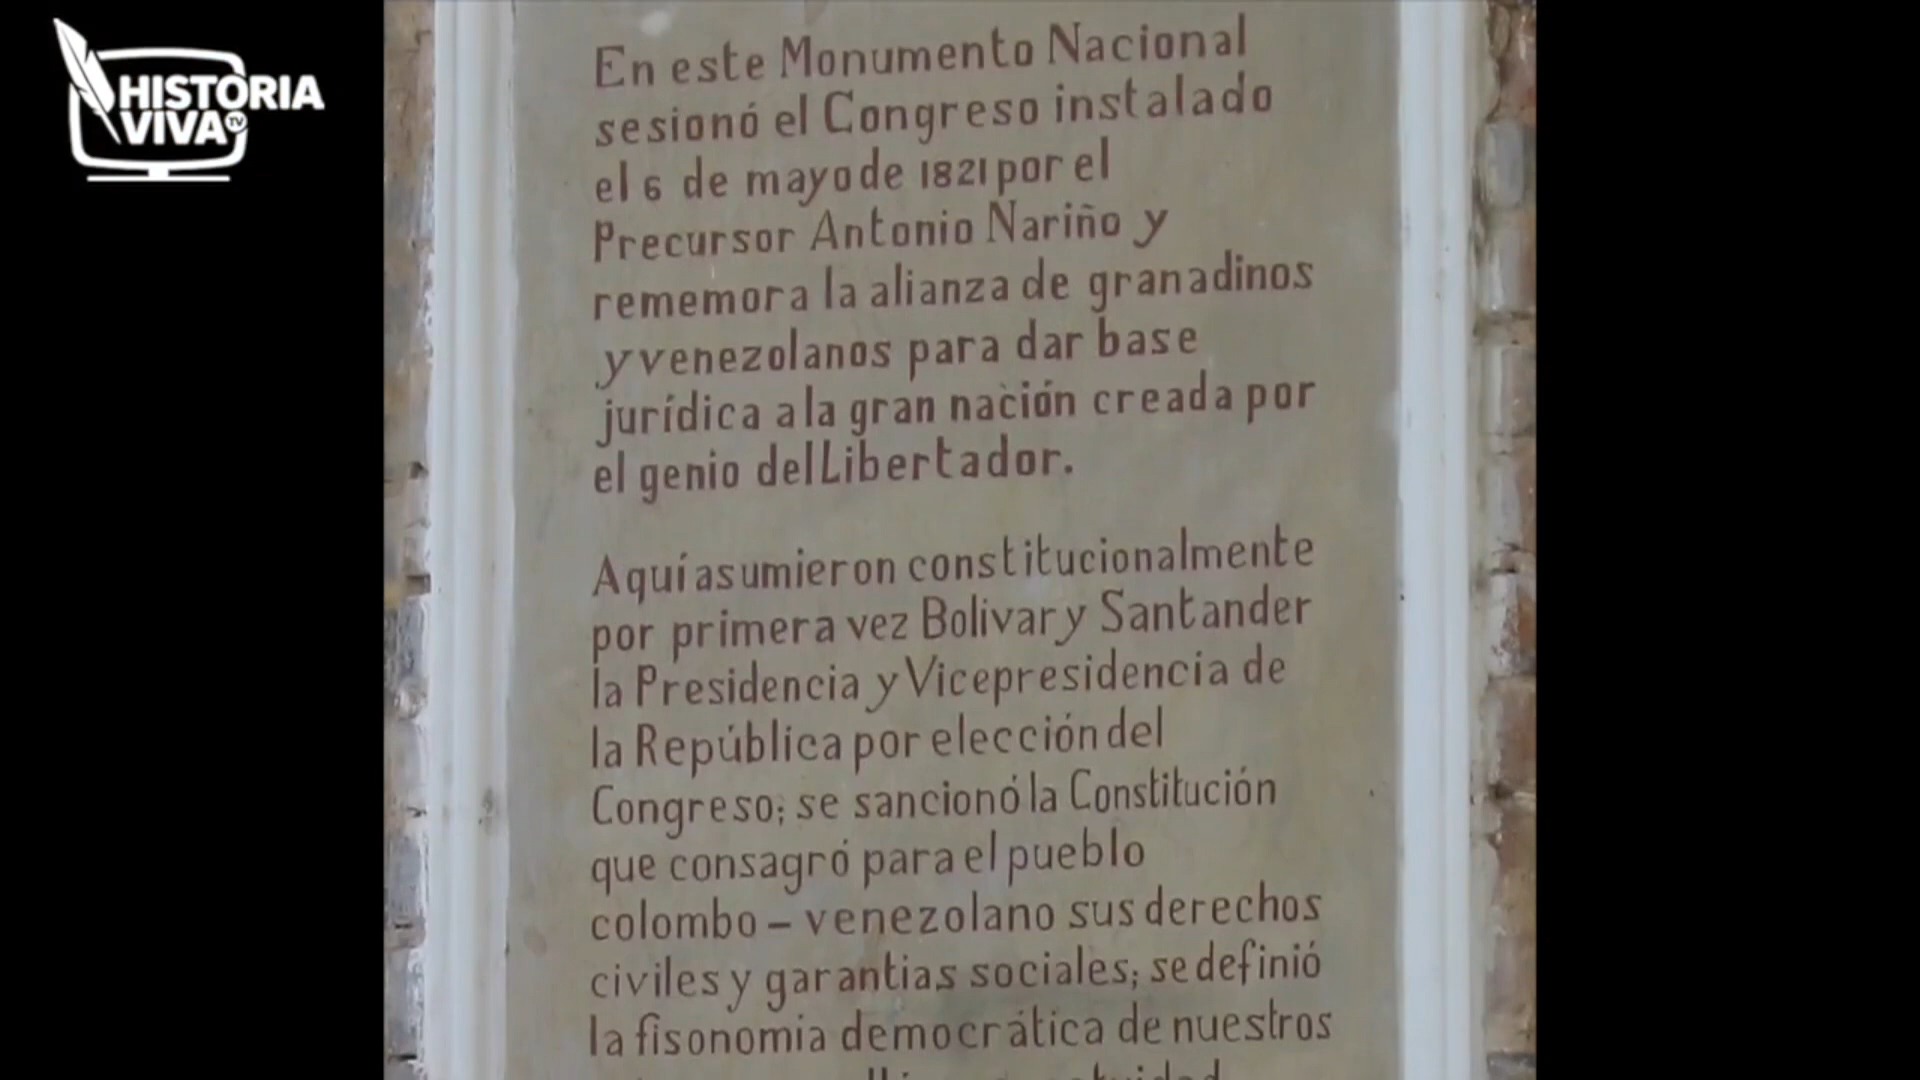 HISTORIA
VIVA TV
En este Monumento Nacional
sesionó el Congreso instalado
el 6 de mayo de 1821 por el
Precursor Antonio Nariño y
rememora la alianza de granadinos
y venezolanos para dar base
jurídica a la gran nación creada por
el genio del Libertador.
Aquí asumieron constitucionalmente
por primera vez Bolivar y Santander
la Presidencia y Vicepresidencia de
la República por elección del
Congreso; se sancionó la Constitución
que consagró para el pueblo
colombo – venezolano sus derechos
civiles y garantias sociales; se definió
la fisonomia democrática de nuestros